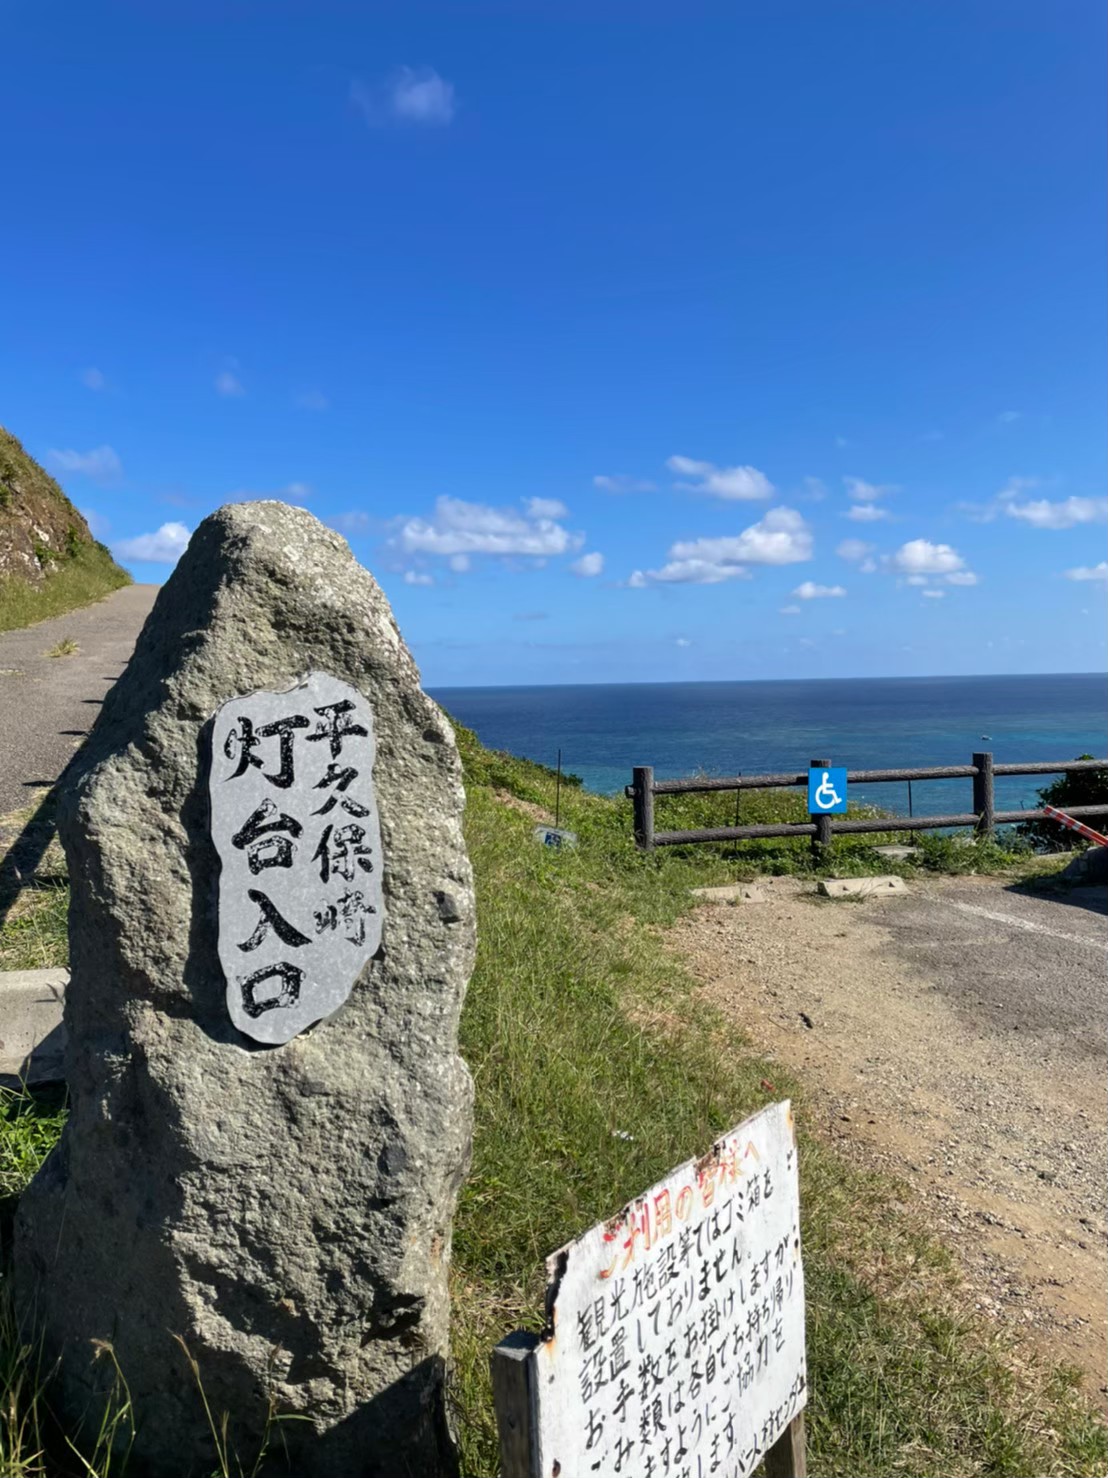 平久保崎
灯台入口
ご利用の皆様へ
観光施設等ではゴミ箱を
設置しておりません。
お手数をお掛けしますが
ごみ類は各自でお持ち帰り
ますようにご協力を
します。